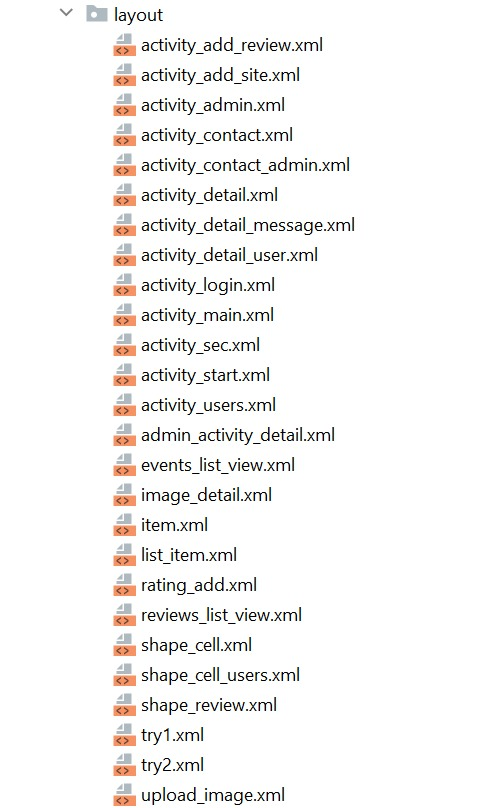 layout
activity_add_review.xml
activity_add_site.xml
activity_admin.xml
activity_contact.xml
activity_contact_admin.xml
activity_detail.xml
activity_detail_message.xml
activity_detail_user.xml
activity_login.xml
activity_main.xml
activity_sec.xml
activity_start.xml
activity_users.xml
admin_activity_detail.xml
events_list_view.xml
image_detail.xml
item.xml
list_item.xml
rating_add.xml
reviews_list_view.xml
shape_cell.xml
shape_cell_users.xml
shape_review.xml
try1.xml
try2.xml
upload_image.xml